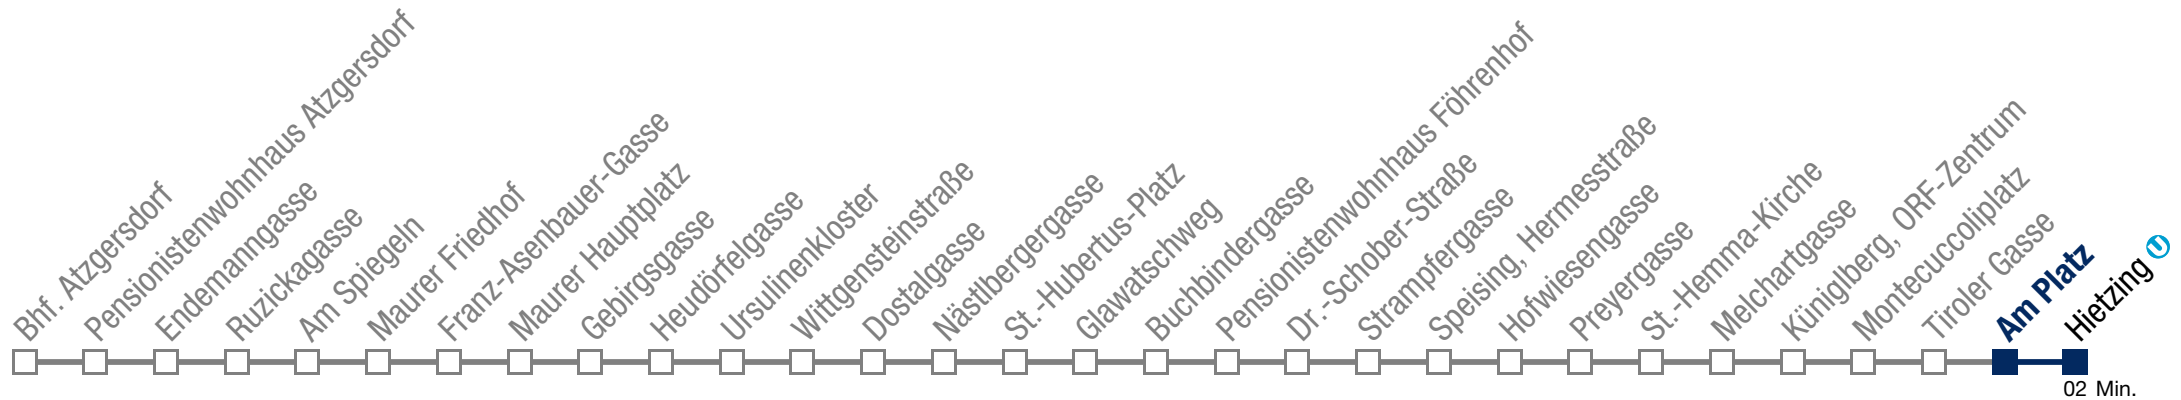 Bhf. Atzgersdorf
Pensionistenwohnhaus Atzgersdorf
Endemanngasse
Ruzickagasse
Am Spiegeln
Maurer Friedhof
Franz-Asenbauer-Gasse
Maurer Hauptplatz
Gebirgsgasse
Heudörfelgasse
Ursulinenkloster
Wittgensteinstraße
Dostalgasse
Nästlbergergasse
St.-Hubertus-Platz
Glawatschweg
Buchbindergasse
Pensionistenwohnhaus Föhrenhof
Dr.-Schober-Straße
Strampfergasse
Speising, Hermesstraße
Hofwiesengasse
Preyergasse
St.-Hemma-Kirche
Melchartgasse
Küniglberg, ORF-Zentrum
Montecuccoliplatz
Tiroler Gasse
Am Platz
Hietzing U
02 Min.